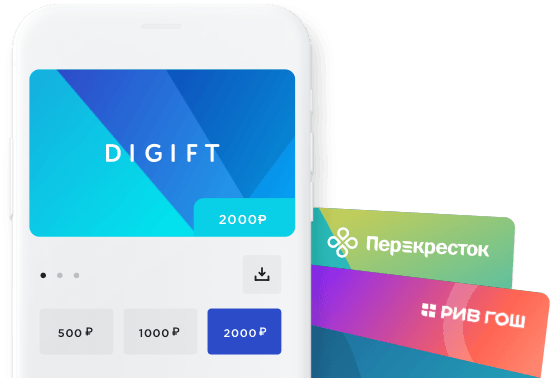 DIGIFT
2000₽
Перекресток
РИВ ГОШ
500 ₽
1000 ₽
2000 ₽